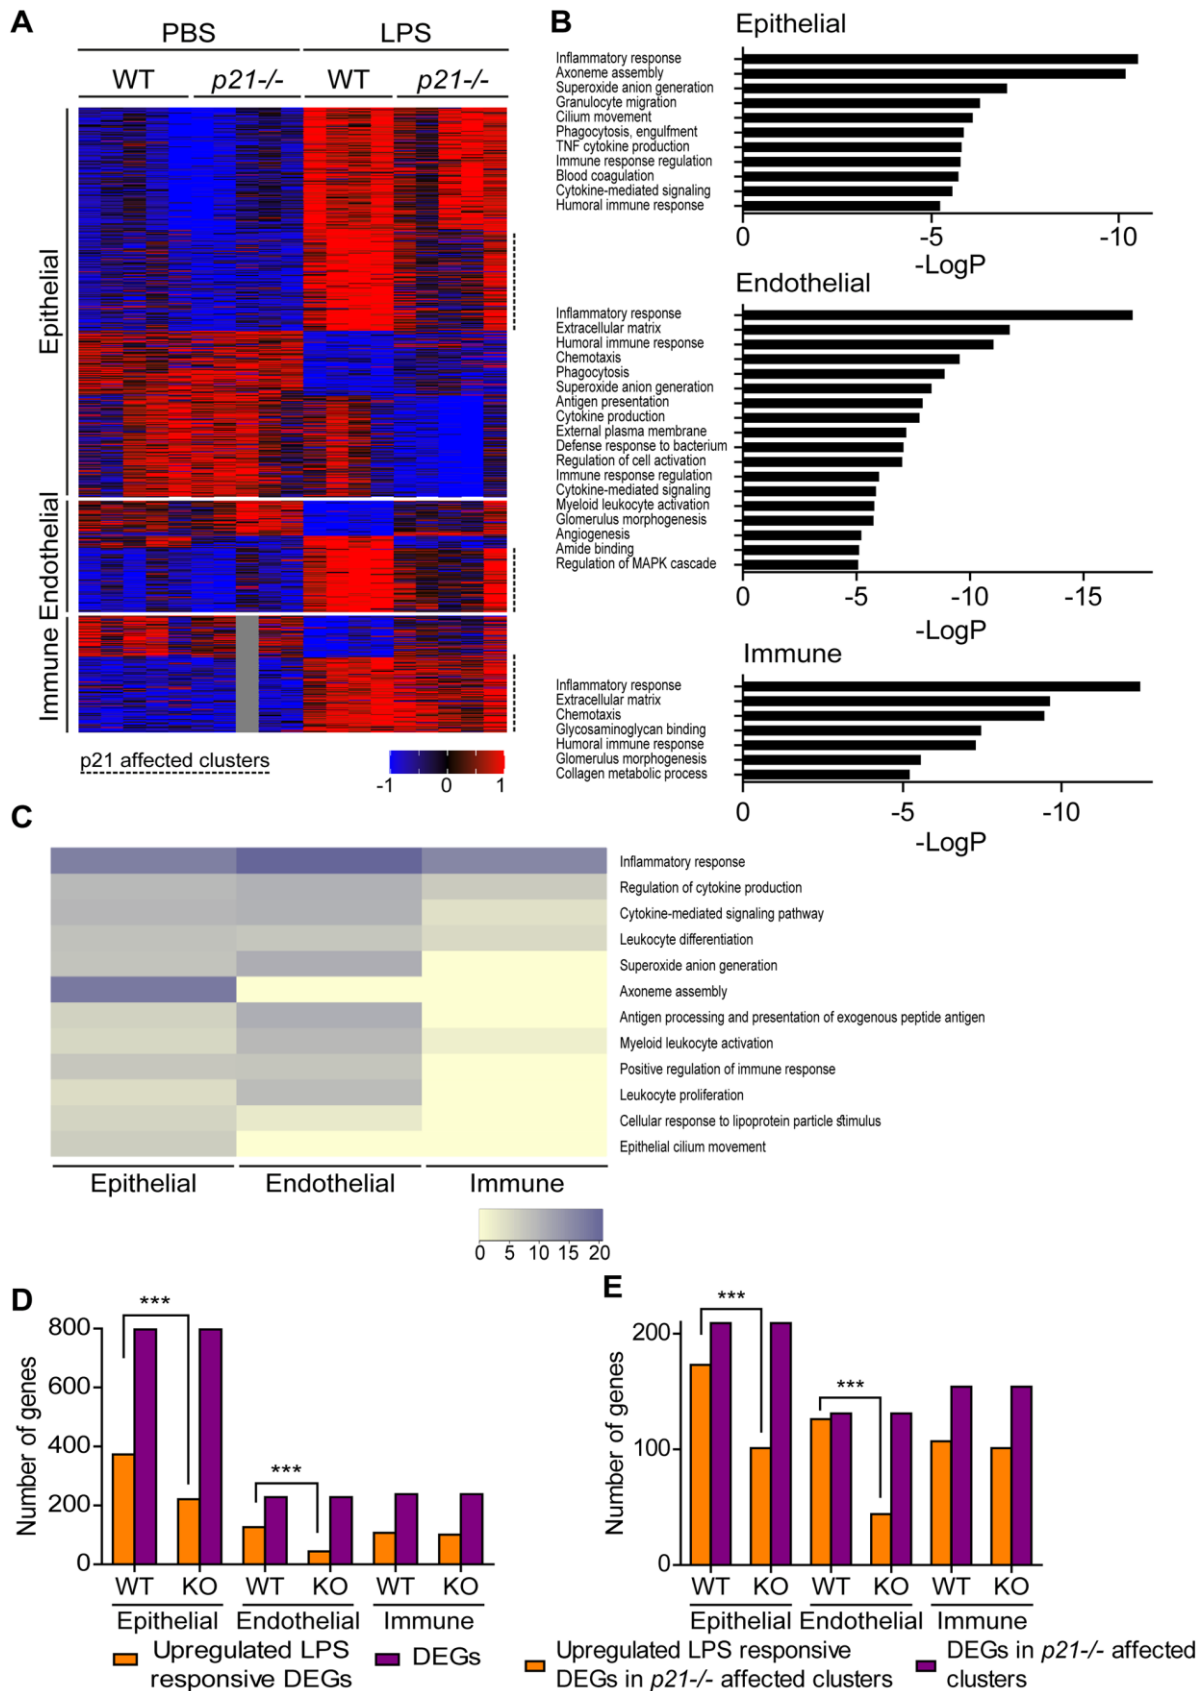 A
PBS LPS
WT p21-/- WT p21-/-
Epithelial
Endothelial
Immune
p21 affected clusters
-1 0 1
B
Epithelial
Inflammatory response
Axoneme assembly
Superoxide anion generation
Granulocyte migration
Cilium movement
Phagocytosis, engulfment
TNF cytokine production
Immune response regulation
Blood coagulation
Cytokine-mediated signaling
Humoral immune response
0 -5 -10
-LogP
Endothelial
Inflammatory response
Extracellular matrix
Humoral immune response
Chemotaxis
Phagocytosis
Superoxide anion generation
Antigen presentation
Cytokine production
External plasma membrane
Defense response to bacterium
Regulation of cell activation
Immune response regulation
Cytokine-mediated signaling
Myeloid leukocyte activation
Glomerulus morphogenesis
Angiogenesis
Amide binding
Regulation of MAPK cascade
0 -5 -10 -15
-LogP
Immune
Inflammatory response
Extracellular matrix
Chemotaxis
Glycosaminoglycan binding
Humoral immune response
Glomerulus morphogenesis
Collagen metabolic process
0 -5 -10
-LogP
C
Inflammatory response
Regulation of cytokine production
Cytokine-mediated signaling pathway
Leukocyte differentiation
Superoxide anion generation
Axoneme assembly
Antigen processing and presentation of exogenous peptide antigen
Myeloid leukocyte activation
Positive regulation of immune response
Leukocyte proliferation
Cellular response to lipoprotein particle stimulus
Epithelial cilium movement
Epithelial Endothelial Immune
0 5 10 15 20
D
Number of genes
800
600
400
200
0
*** ***
WT KO WT KO WT KO
Epithelial Endothelial Immune
Upregulated LPS
responsive DEGs
DEGs
E
Number of genes
200
100
0
*** ***
WT KO WT KO WT KO
Epithelial Endothelial Immune
Upregulated LPS responsive
DEGs in p21-/- affected clusters
DEGs in p21-/- affected
clusters